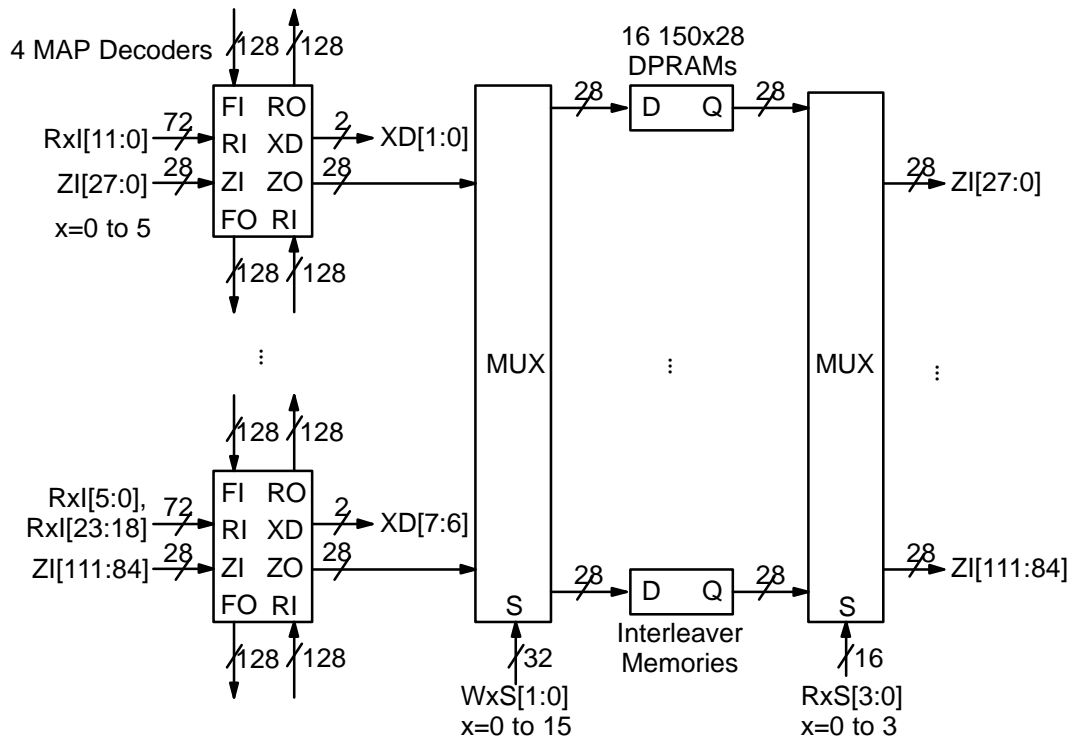 4 MAP Decoders
128 128
16 150x28
DPRAMs
FI RO
RxI[11:0] 72 RI XD 2 XD[1:0]
28 D Q 28
ZI[27:0] 28 ZI ZO 28
28 ZI[27:0]
x=0 to 5
FO RI
128 128
MUX
MUX
128 128
RxI[5:0],
RxI[23:18] 72
FI RO
RI XD 2 XD[7:6]
ZI[111:84] 28 ZI ZO 28
28 ZI[111:84]
28 D Q 28
FO RI
S
S
Interleaver
Memories
128 128
32
16
WxS[1:0]
x=0 to 15
RxS[3:0]
x=0 to 3